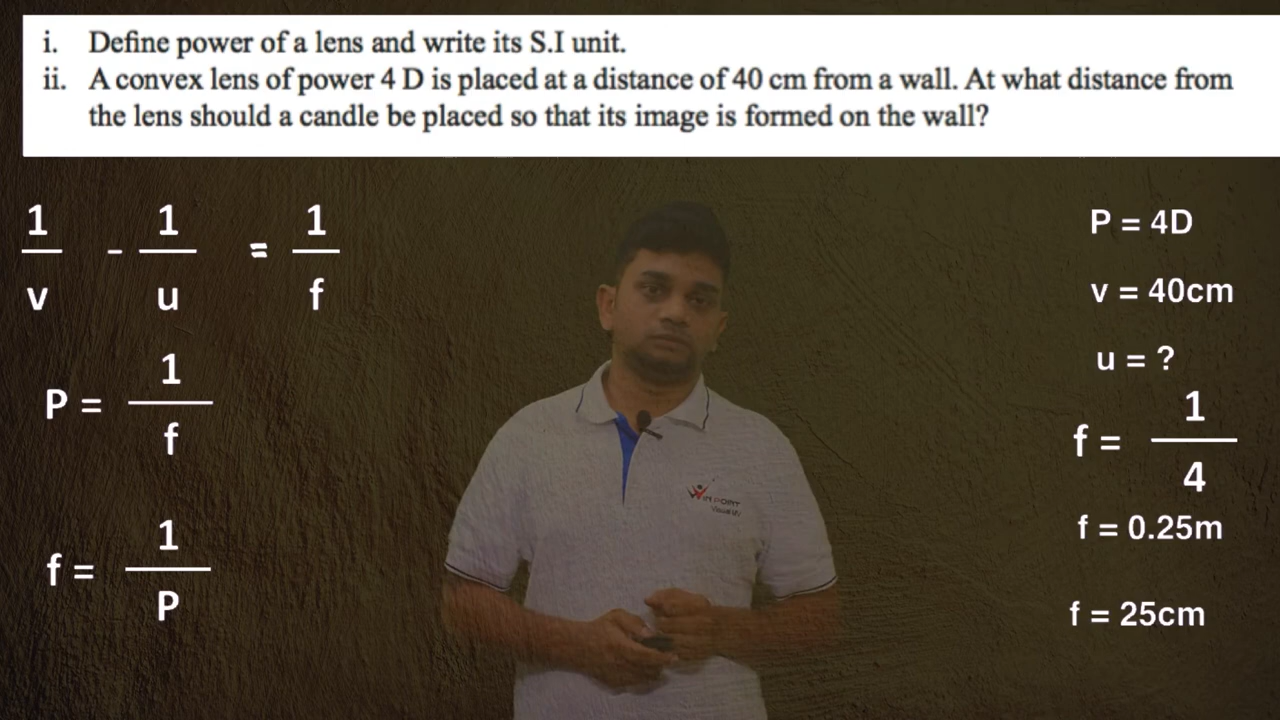 i. Define power of a lens and write its S.I unit.
ii. A convex lens of power 4 D is placed at a distance of 40 cm from a wall. At what distance from
the lens should a candle be placed so that its image is formed on the wall?
1/v - 1/u = 1/f
P = 1/f
f = 1/P
P = 4D
v = 40cm
u = ?
f = 1/4
f = 0.25m
f = 25cm
WIN POINT